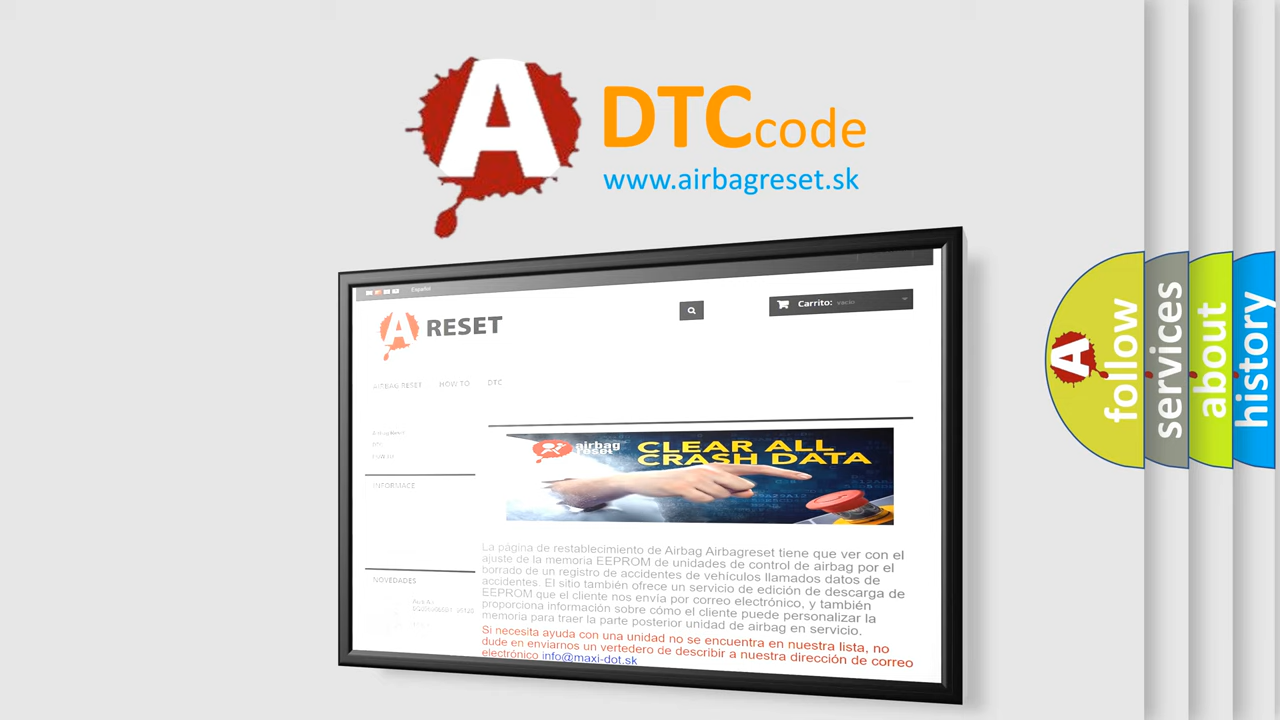 A DTCcode
www.airbagreset.sk
Español
Carrito: vacío
A RESET
AIRBAG RESET HOW TO DTC
INFORMACE
airbag
reset
CLEAR ALL
CRASH DATA
La página de restablecimiento de Airbag Airbagreset tiene que ver con el
ajuste de la memoria EEPROM de unidades de control de airbag por el
borrado de un registro de accidentes de vehículos llamados datos de
accidentes. El sitio también ofrece un servicio de edición de descarga de
EEPROM que el cliente nos envía por correo electrónico, y también
proporciona información sobre cómo el cliente puede personalizar la
memoria para traer la parte posterior unidad de airbag en servicio.
Si necesita ayuda con una unidad no se encuentra en nuestra lista, no
dude en enviarnos un vertedero de describir a nuestra dirección de correo
electrónico info@maxi-dot.sk
NOVEDADES
A
follow
services
about
history